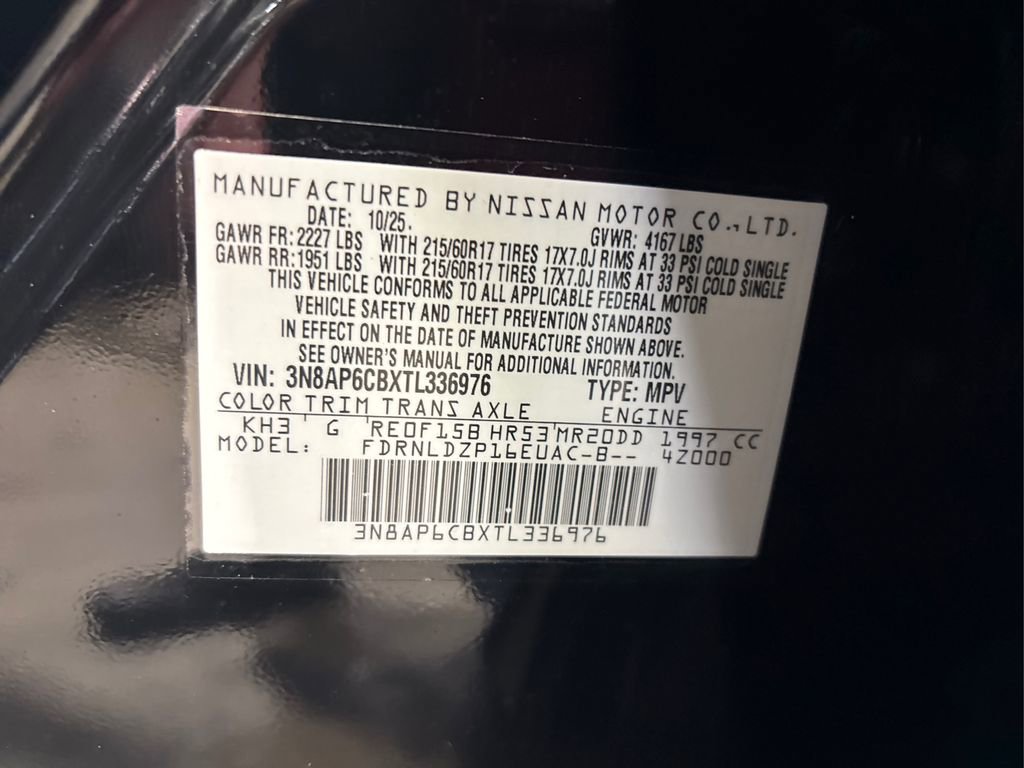 MANUFACTURED BY NISSAN MOTOR CO.,LTD.
DATE: 10/25. GVWR: 4167 LBS
GAWR FR: 2227 LBS WITH 215/60R17 TIRES 17X7.0J RIMS AT 33 PSI COLD SINGLE
GAWR RR: 1951 LBS WITH 215/60R17 TIRES 17X7.0J RIMS AT 33 PSI COLD SINGLE
THIS VEHICLE CONFORMS TO ALL APPLICABLE FEDERAL MOTOR
VEHICLE SAFETY AND THEFT PREVENTION STANDARDS
IN EFFECT ON THE DATE OF MANUFACTURE SHOWN ABOVE.
SEE OWNER'S MANUAL FOR ADDITIONAL INFORMATION.
VIN: 3N8AP6CBXTL336976 TYPE: MPV
COLOR TRIM TRANS AXLE ENGINE
KH3 G RE0F15B HR53 MR20DD 1997 CC
MODEL: FDRNLDZP16EUAC-B-- 4Z000
3N8AP6CBXTL336976